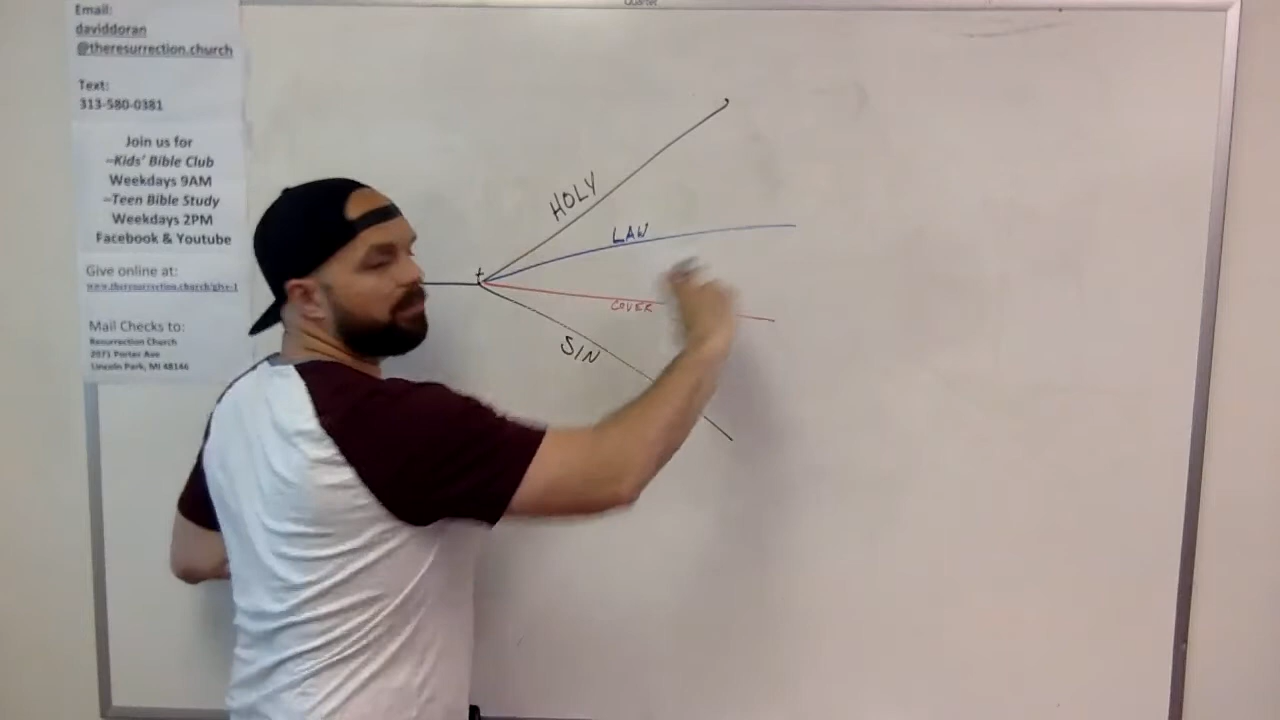 Quartet
Email:
daviddoran
@theresurrection.church
Text:
313-580-0381
Join us for
~Kids' Bible Club
Weekdays 9AM
~Teen Bible Study
Weekdays 2PM
Facebook & Youtube
Give online at:
www.theresurrection.church/give-1
Mail Checks to:
Resurrection Church
2071 Porter Ave
Lincoln Park, MI 48146
HOLY
LAW
COVER
SIN